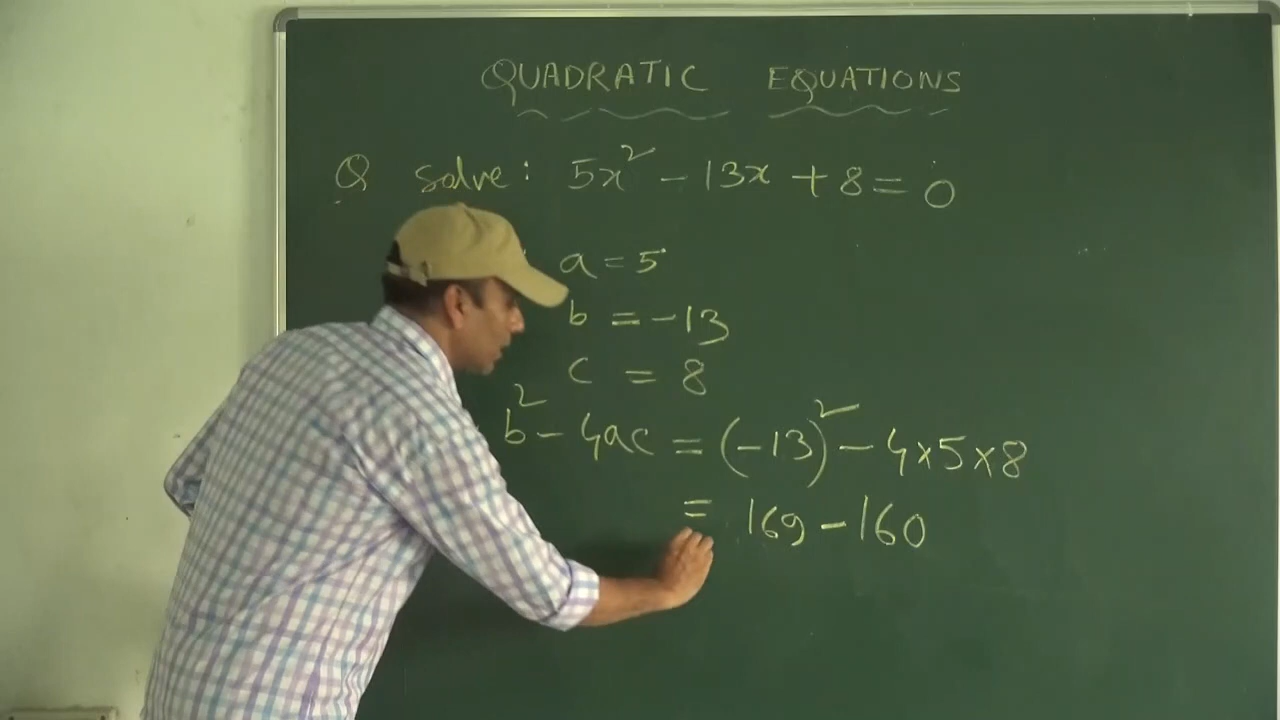 QUADRATIC EQUATIONS
Q Solve: 5x² - 13x + 8 = 0
a = 5
b = -13
c = 8
b² - 4ac = (-13)² - 4×5×8
= 169 - 160